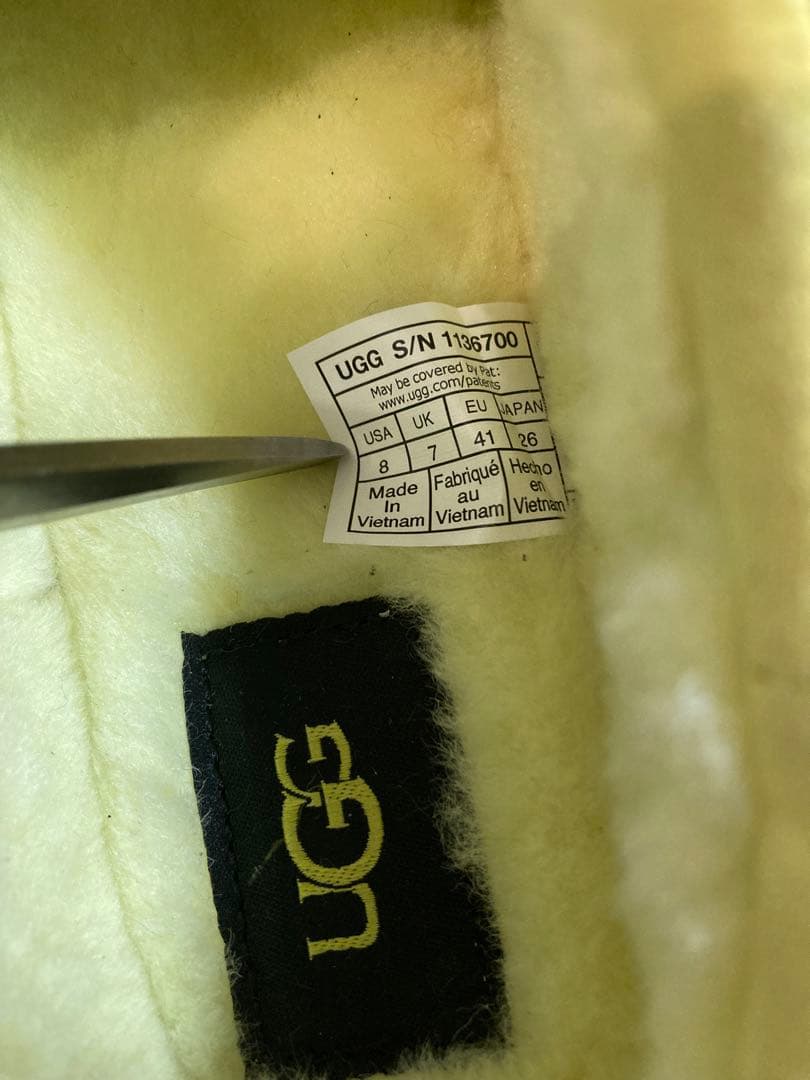 UGG S/N 1136700
May be covered by Pat:
www.ugg.com/patents
USA UK EU JAPAN
8 7 41 26
Made In Vietnam
Fabriqué au Vietnam
Hecho en Vietnam
UGG